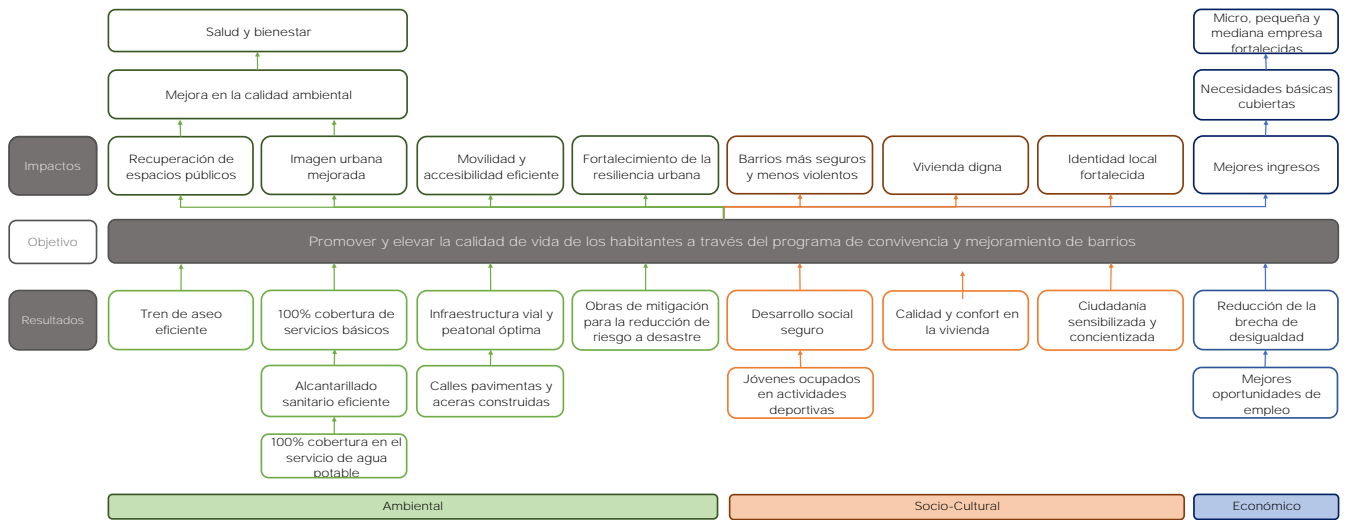 Salud y bienestar
Micro, pequeña y
mediana empresa
fortalecidas
Mejora en la calidad ambiental
Necesidades básicas
cubiertas
Impactos
Recuperación de
espacios públicos
Imagen urbana
mejorada
Movilidad y
accesibilidad eficiente
Fortalecimiento de la
resiliencia urbana
Barrios más seguros
y menos violentos
Vivienda digna
Identidad local
fortalecida
Mejores ingresos
Objetivo
Promover y elevar la calidad de vida de los habitantes a través del programa de convivencia y mejoramiento de barrios
Resultados
Tren de aseo
eficiente
100% cobertura de
servicios básicos
Infraestructura vial y
peatonal óptima
Obras de mitigación
para la reducción de
riesgo a desastre
Desarrollo social
seguro
Calidad y confort en
la vivienda
Ciudadanía
sensibilizada y
concientizada
Reducción de la
brecha de
desigualdad
Alcantarillado
sanitario eficiente
Calles pavimentas y
aceras construidas
Jóvenes ocupados
en actividades
deportivas
Mejores
oportunidades de
empleo
100% cobertura en el
servicio de agua
potable
Ambiental
Socio-Cultural
Económico